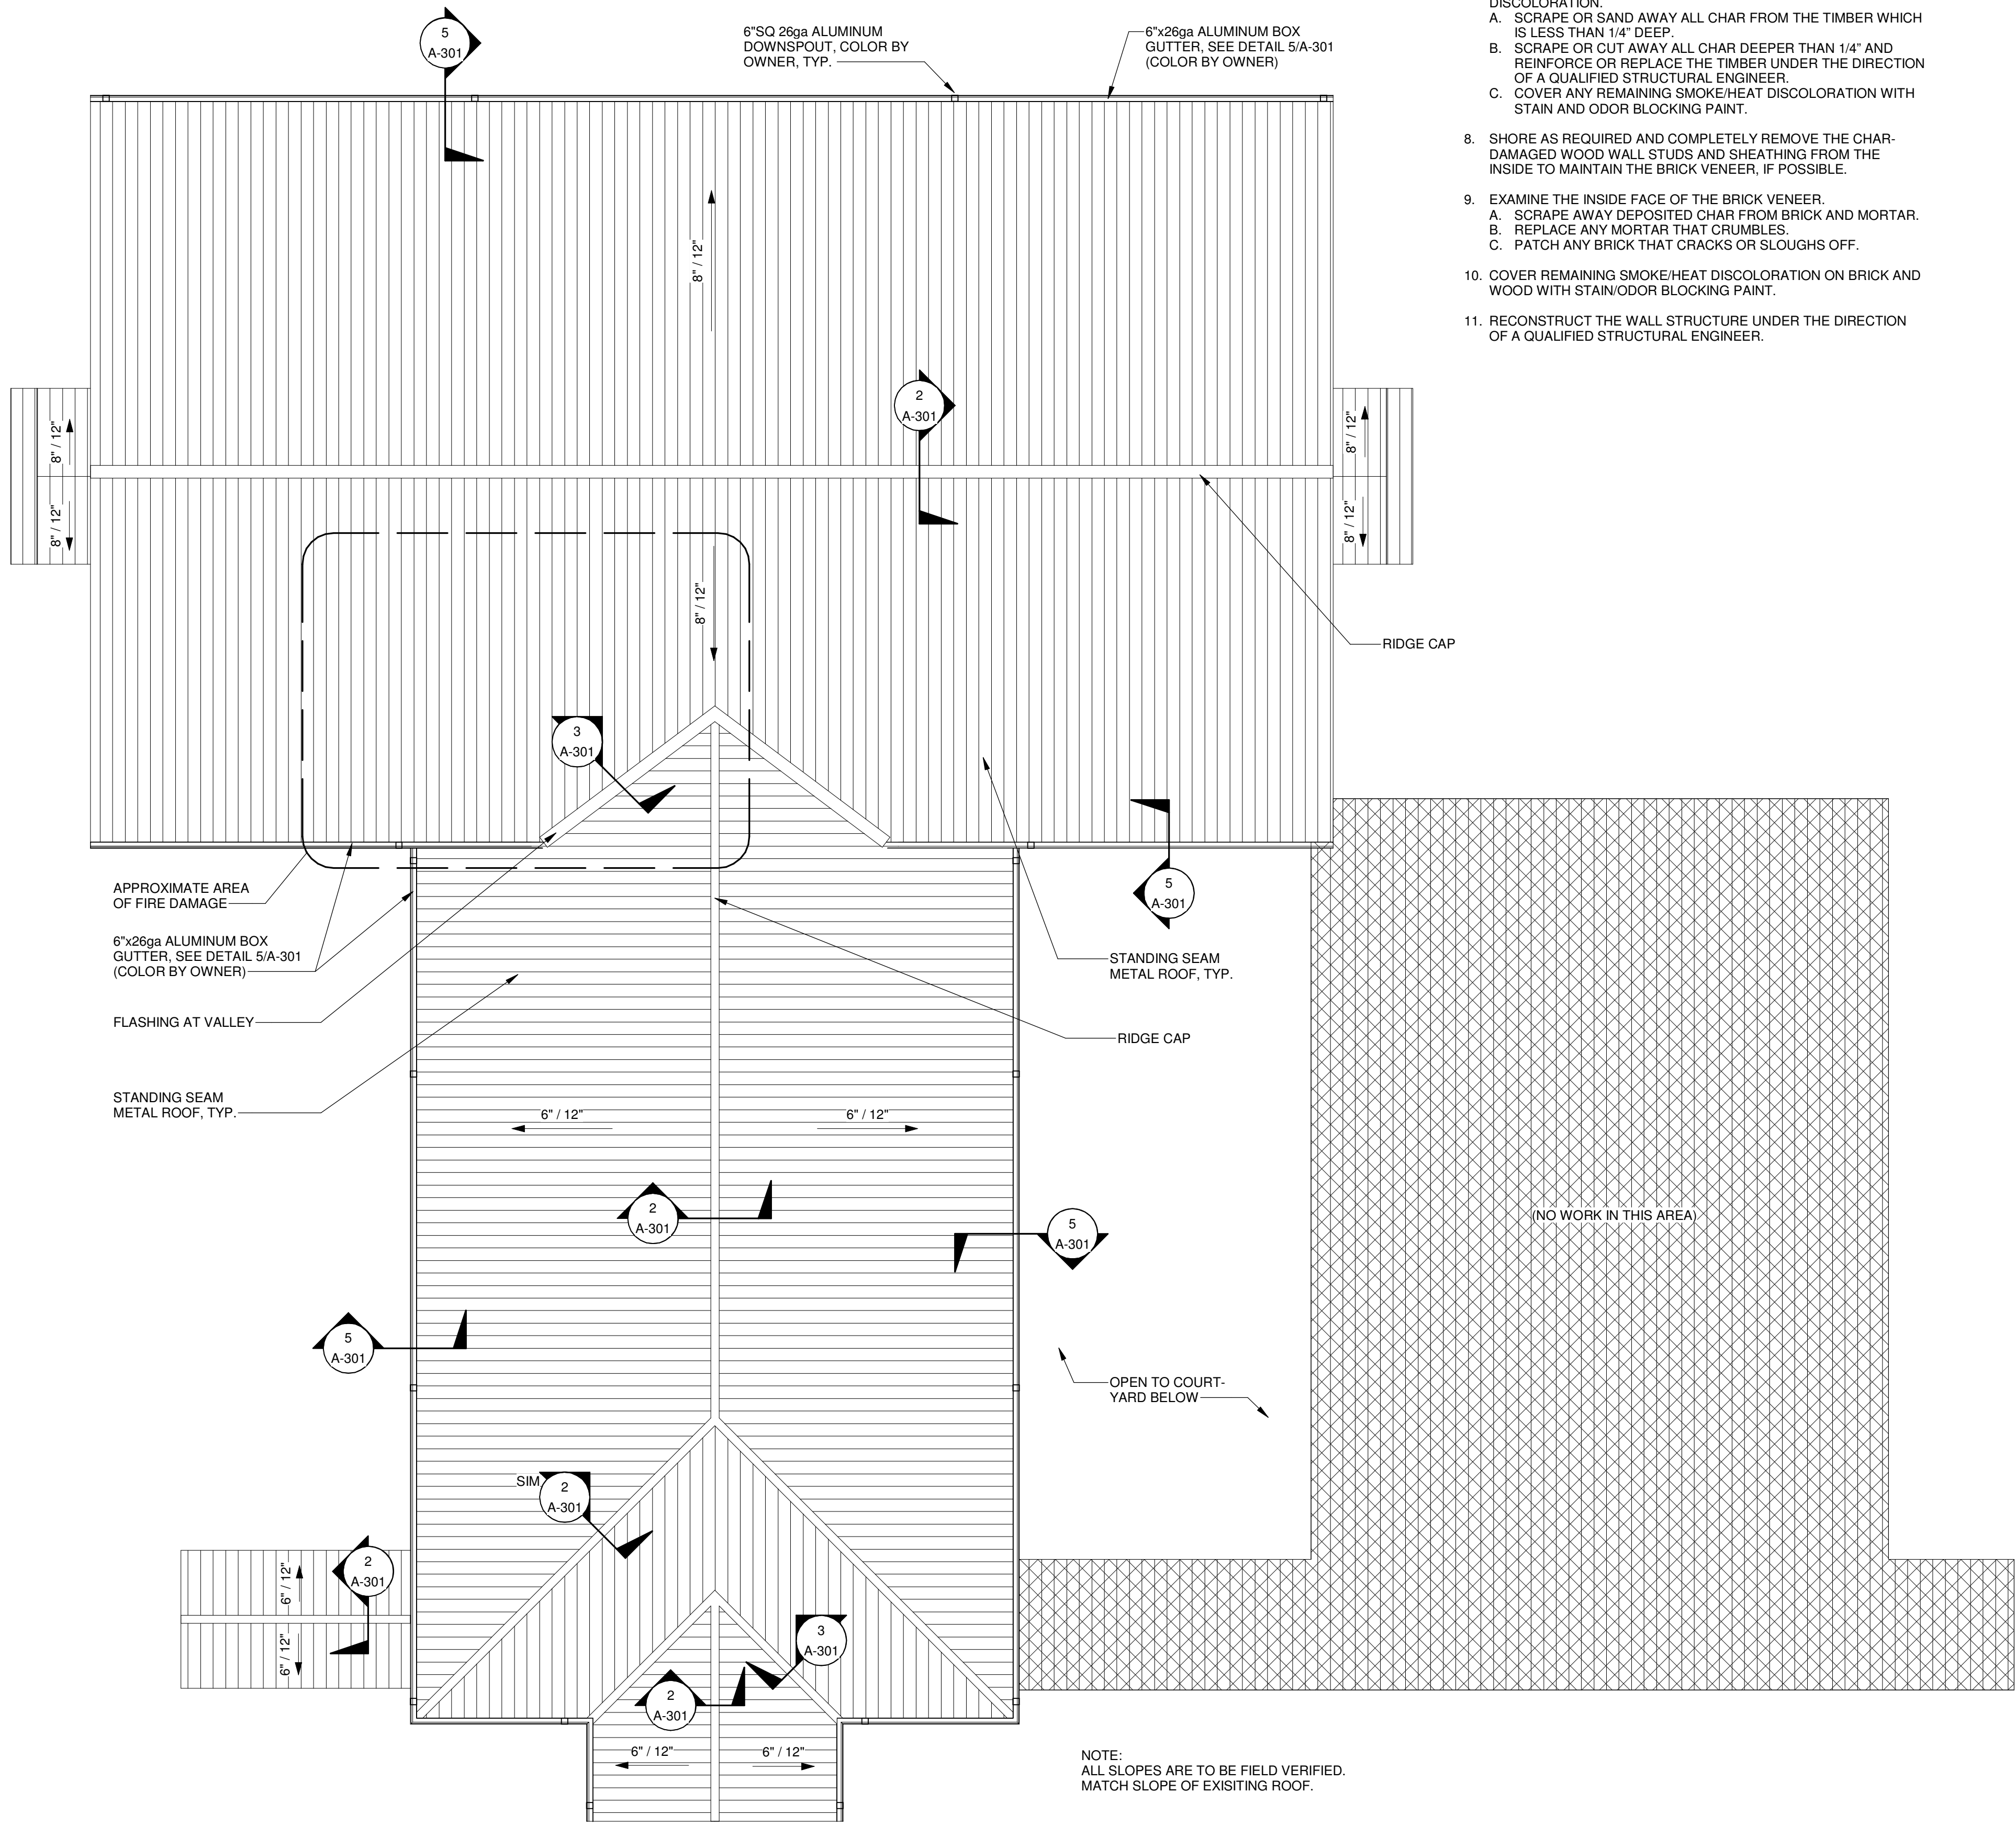 DISCOLORATION.
A. SCRAPE OR SAND AWAY ALL CHAR FROM THE TIMBER WHICH
IS LESS THAN 1/4" DEEP.
B. SCRAPE OR CUT AWAY ALL CHAR DEEPER THAN 1/4" AND
REINFORCE OR REPLACE THE TIMBER UNDER THE DIRECTION
OF A QUALIFIED STRUCTURAL ENGINEER.
C. COVER ANY REMAINING SMOKE/HEAT DISCOLORATION WITH
STAIN AND ODOR BLOCKING PAINT.
8. SHORE AS REQUIRED AND COMPLETELY REMOVE THE CHAR-
DAMAGED WOOD WALL STUDS AND SHEATHING FROM THE
INSIDE TO MAINTAIN THE BRICK VENEER, IF POSSIBLE.
9. EXAMINE THE INSIDE FACE OF THE BRICK VENEER.
A. SCRAPE AWAY DEPOSITED CHAR FROM BRICK AND MORTAR.
B. REPLACE ANY MORTAR THAT CRUMBLES.
C. PATCH ANY BRICK THAT CRACKS OR SLOUGHS OFF.
10. COVER REMAINING SMOKE/HEAT DISCOLORATION ON BRICK AND
WOOD WITH STAIN/ODOR BLOCKING PAINT.
11. RECONSTRUCT THE WALL STRUCTURE UNDER THE DIRECTION
OF A QUALIFIED STRUCTURAL ENGINEER.
5
A-301
6"SQ 26ga ALUMINUM
DOWNSPOUT, COLOR BY
OWNER, TYP.
6"x26ga ALUMINUM BOX
GUTTER, SEE DETAIL 5/A-301
(COLOR BY OWNER)
8" / 12"
2
A-301
8" / 12"
8" / 12"
8" / 12"
8" / 12"
8" / 12"
RIDGE CAP
3
A-301
APPROXIMATE AREA
OF FIRE DAMAGE
5
A-301
6"x26ga ALUMINUM BOX
GUTTER, SEE DETAIL 5/A-301
(COLOR BY OWNER)
STANDING SEAM
METAL ROOF, TYP.
FLASHING AT VALLEY
RIDGE CAP
STANDING SEAM
METAL ROOF, TYP.
6" / 12"
6" / 12"
2
A-301
5
A-301
(NO WORK IN THIS AREA)
5
A-301
OPEN TO COURT-
YARD BELOW
SIM
2
A-301
2
A-301
6" / 12"
6" / 12"
3
A-301
2
A-301
6" / 12"
6" / 12"
NOTE:
ALL SLOPES ARE TO BE FIELD VERIFIED.
MATCH SLOPE OF EXISITING ROOF.